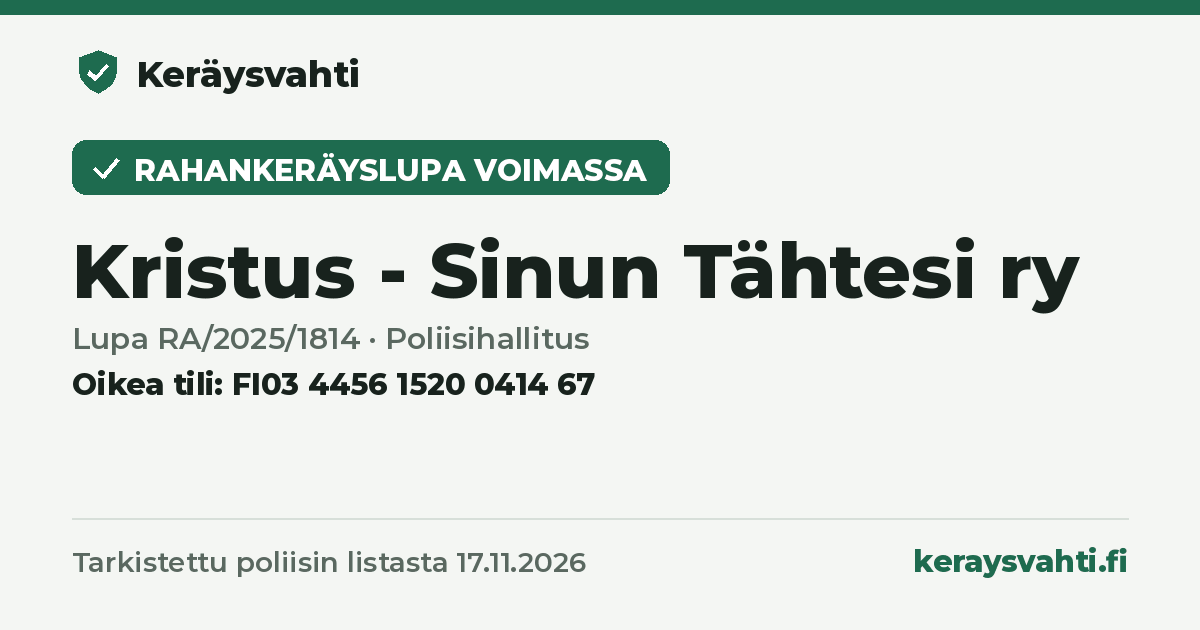 Keräysvahti
RAHANKERÄYSLUPA VOIMASSA
Kristus - Sinun Tähtesi ry
Lupa RA/2025/1814 · Poliisihallitus
Oikea tili: FI03 4456 1520 0414 67
Tarkistettu poliisin listasta 17.11.2026
keraysvahti.fi